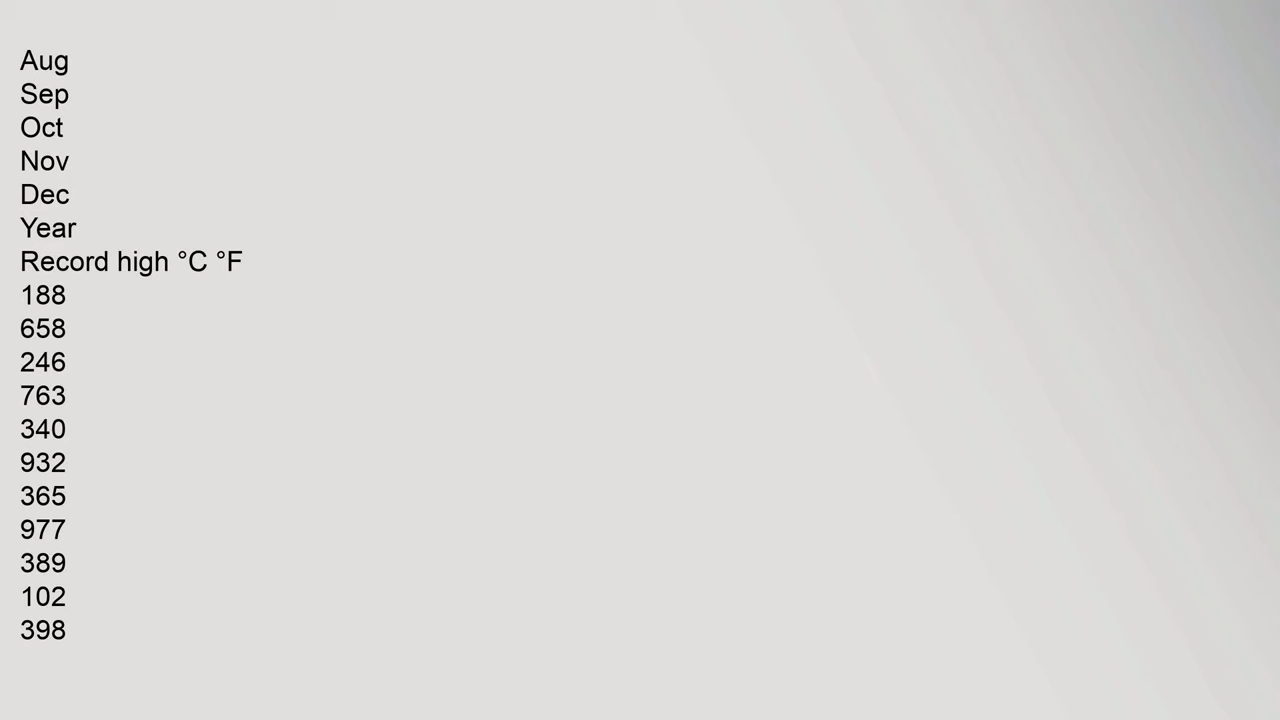 Aug
Sep
Oct
Nov
Dec
Year
Record high °C °F
188
658
246
763
340
932
365
977
389
102
398